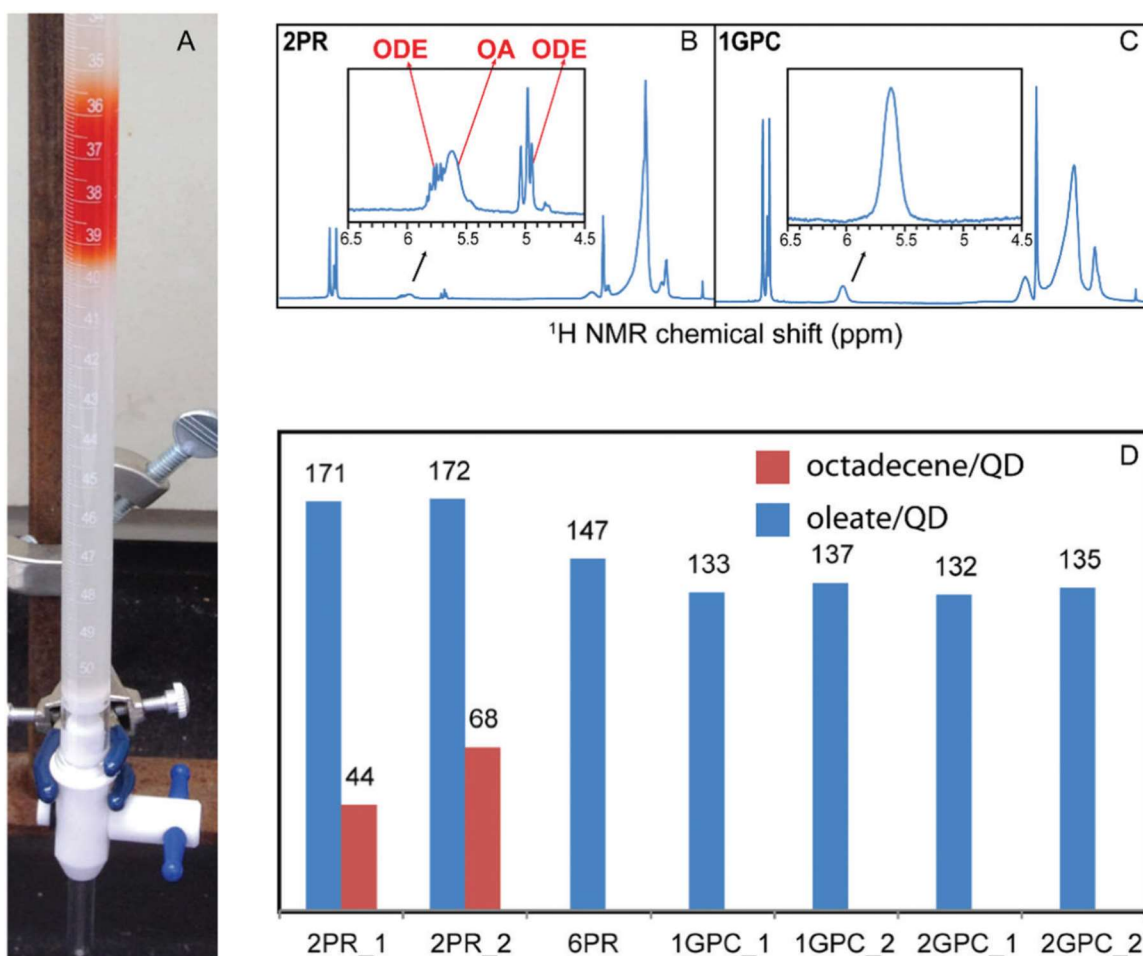 A
34
35
36
37
38
39
40
41
42
43
44
45
46
47
48
49
50
2PR
B
ODE OA ODE
6.5 6 5.5 5 4.5
1GPC
C
6.5 6 5.5 5 4.5
¹H NMR chemical shift (ppm)
D
octadecene/QD
oleate/QD
171 172 147 133 137 132 135
44 68
2PR_1 2PR_2 6PR 1GPC_1 1GPC_2 2GPC_1 2GPC_2